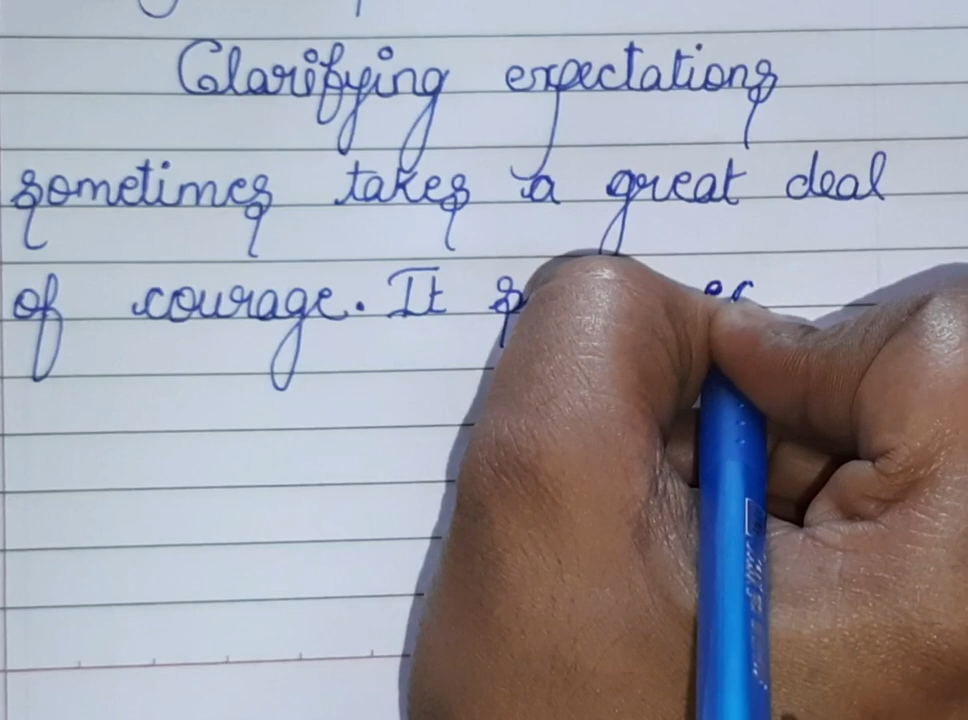 Clarifying expectations
sometimes takes a great deal
of courage. It